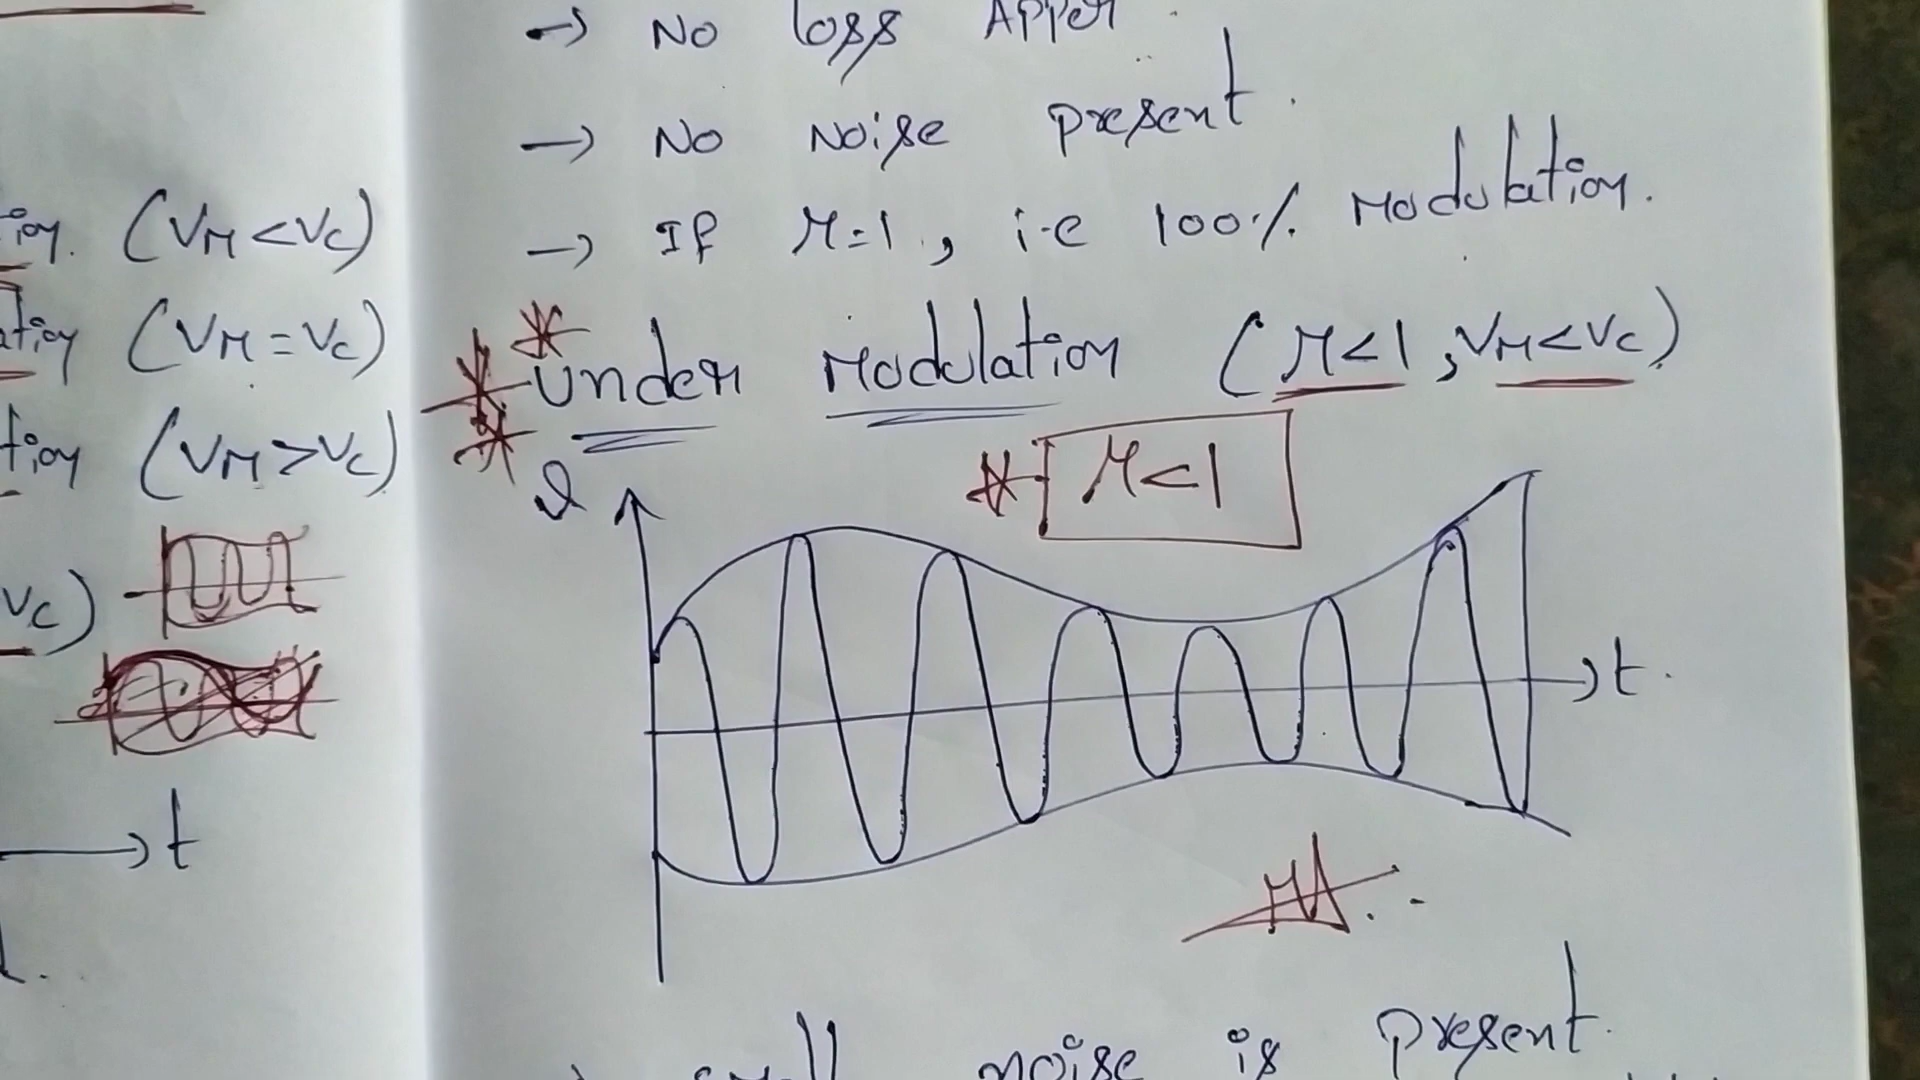 (VM<VC)
(VM=VC)
(VM>VC)
VC)
→ t
→ No loss
→ No Noise present.
→ If M=1, i.e 100% Modulation.
Under Modulation (M<1, VM<VC)
M<1
→ t.
noise is present.